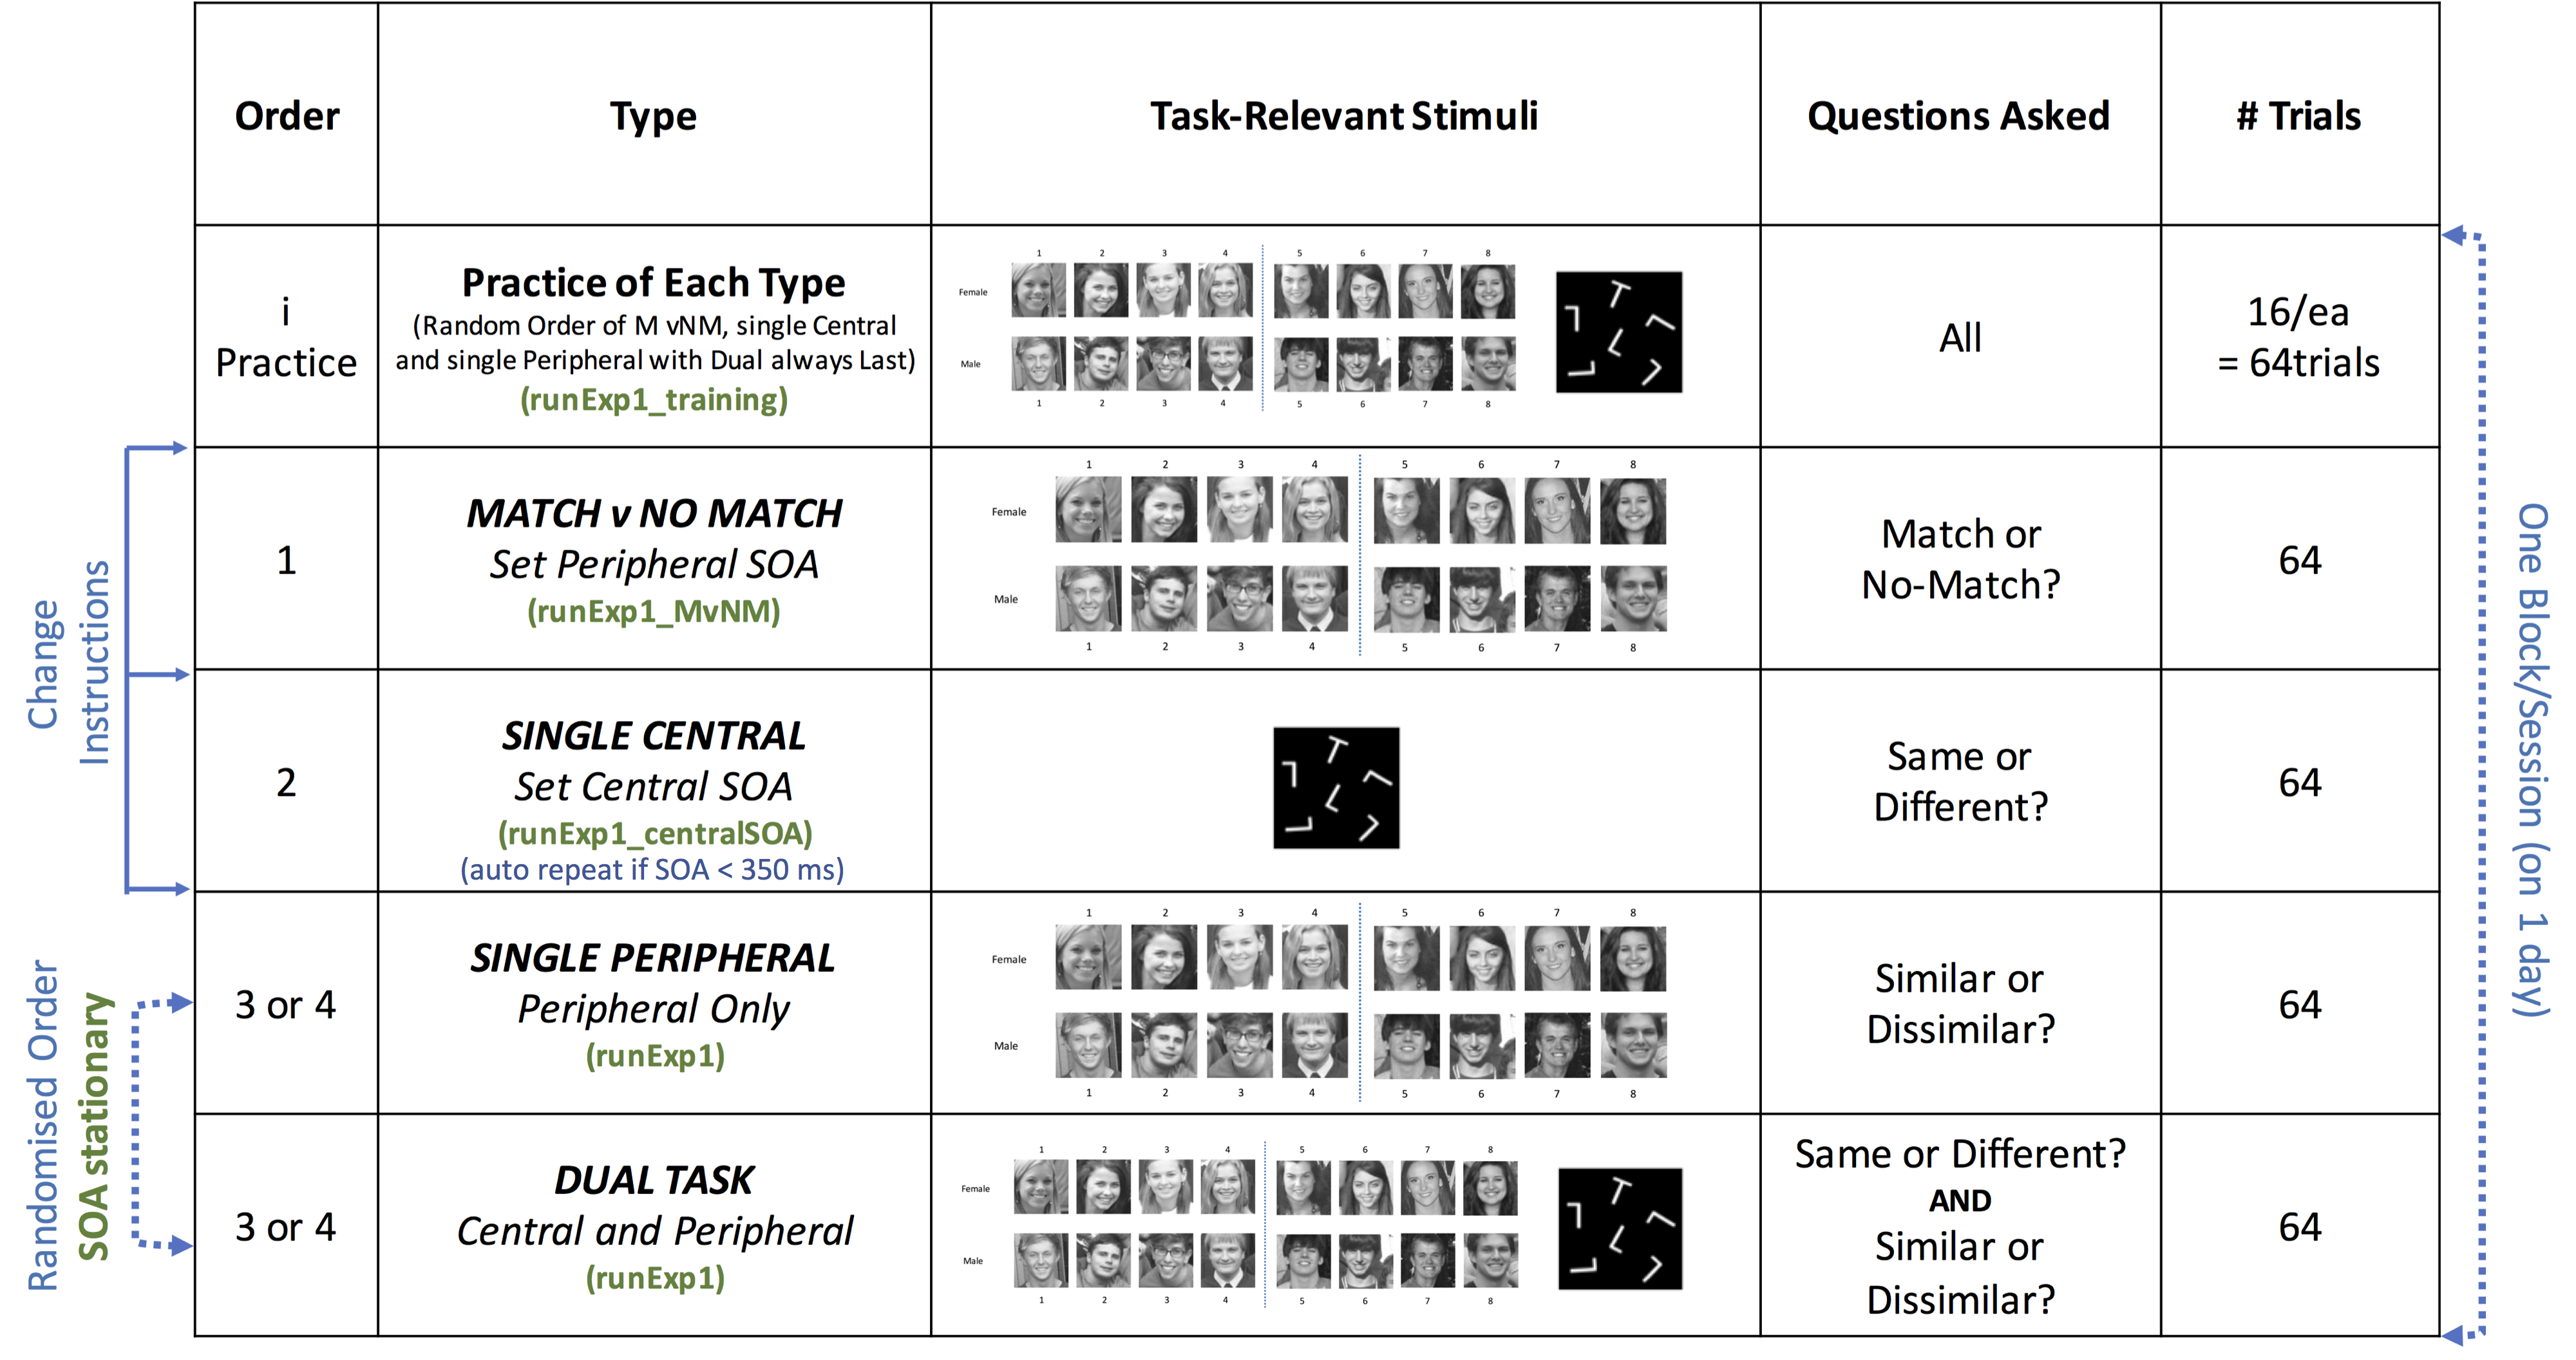 Order
Type
Task-Relevant Stimuli
Questions Asked
# Trials
i
Practice
Practice of Each Type
(Random Order of M vNM, single Central
and single Peripheral with Dual always Last)
(runExp1_training)
1 2 3 4 5 6 7 8
Female
Male
1 2 3 4 5 6 7 8
All
16/ea
= 64trials
1
MATCH v NO MATCH
Set Peripheral SOA
(runExp1_MvNM)
1 2 3 4 5 6 7 8
Female
Male
1 2 3 4 5 6 7 8
Match or
No-Match?
64
2
SINGLE CENTRAL
Set Central SOA
(runExp1_centralSOA)
(auto repeat if SOA < 350 ms)
Same or
Different?
64
3 or 4
SINGLE PERIPHERAL
Peripheral Only
(runExp1)
1 2 3 4 5 6 7 8
Female
Male
1 2 3 4 5 6 7 8
Similar or
Dissimilar?
64
3 or 4
DUAL TASK
Central and Peripheral
(runExp1)
1 2 3 4 5 6 7 8
Female
Male
1 2 3 4 5 6 7 8
Same or Different?
AND
Similar or
Dissimilar?
64
Change
Instructions
Randomised Order
SOA stationary
One Block/Session (on 1 day)